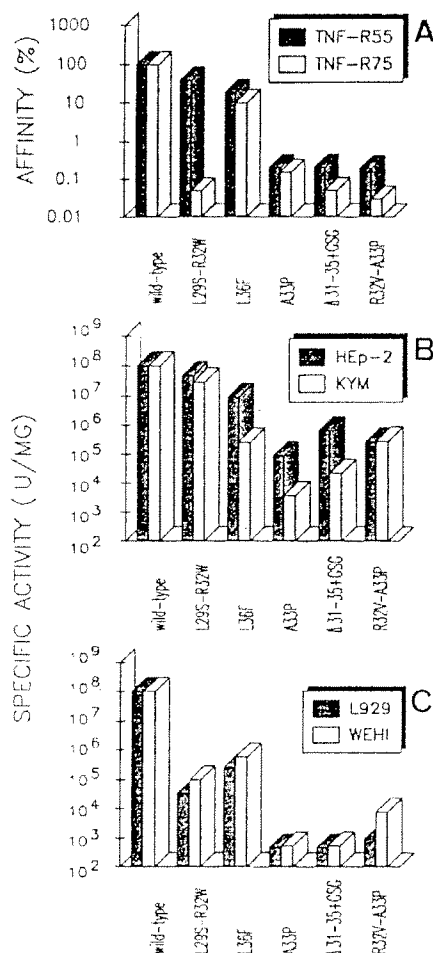 A
TNF-R55
TNF-R75
AFFINITY (%)
1000
100
10
1
0.1
0.01
wild-type
L29S-R32W
L36F
A33P
Δ31-35+GSG
R32V-A33P
B
HEp-2
KYM
SPECIFIC ACTIVITY (U/MG)
10⁹
10⁸
10⁷
10⁶
10⁵
10⁴
10³
10²
wild-type
L29S-R32W
L36F
A33P
Δ31-35+GSG
R32V-A33P
C
L929
WEHI
10⁹
10⁸
10⁷
10⁶
10⁵
10⁴
10³
10²
wild-type
L29S-R32W
L36F
A33P
Δ31-35+GSG
R32V-A33P